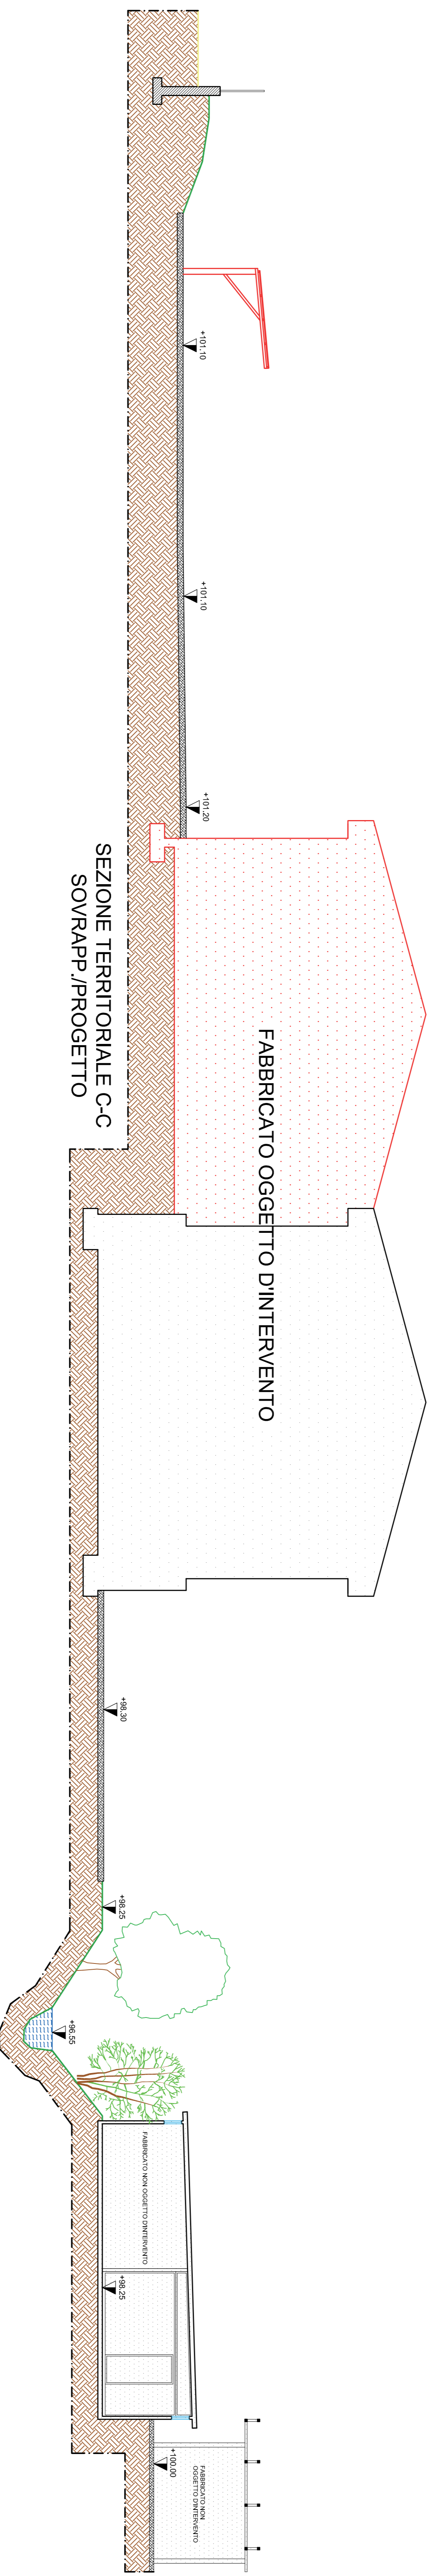 +101.10
+101.10
+101.20
FABBRICATO OGGETTO D'INTERVENTO
SEZIONE TERRITORIALE C-C
SOVRAPP./PROGETTO
+98.30
+98.25
+96.55
FABBRICATO NON OGGETTO D'INTERVENTO
+98.25
FABBRICATO NON
OGGETTO D'INTERVENTO
+100.00